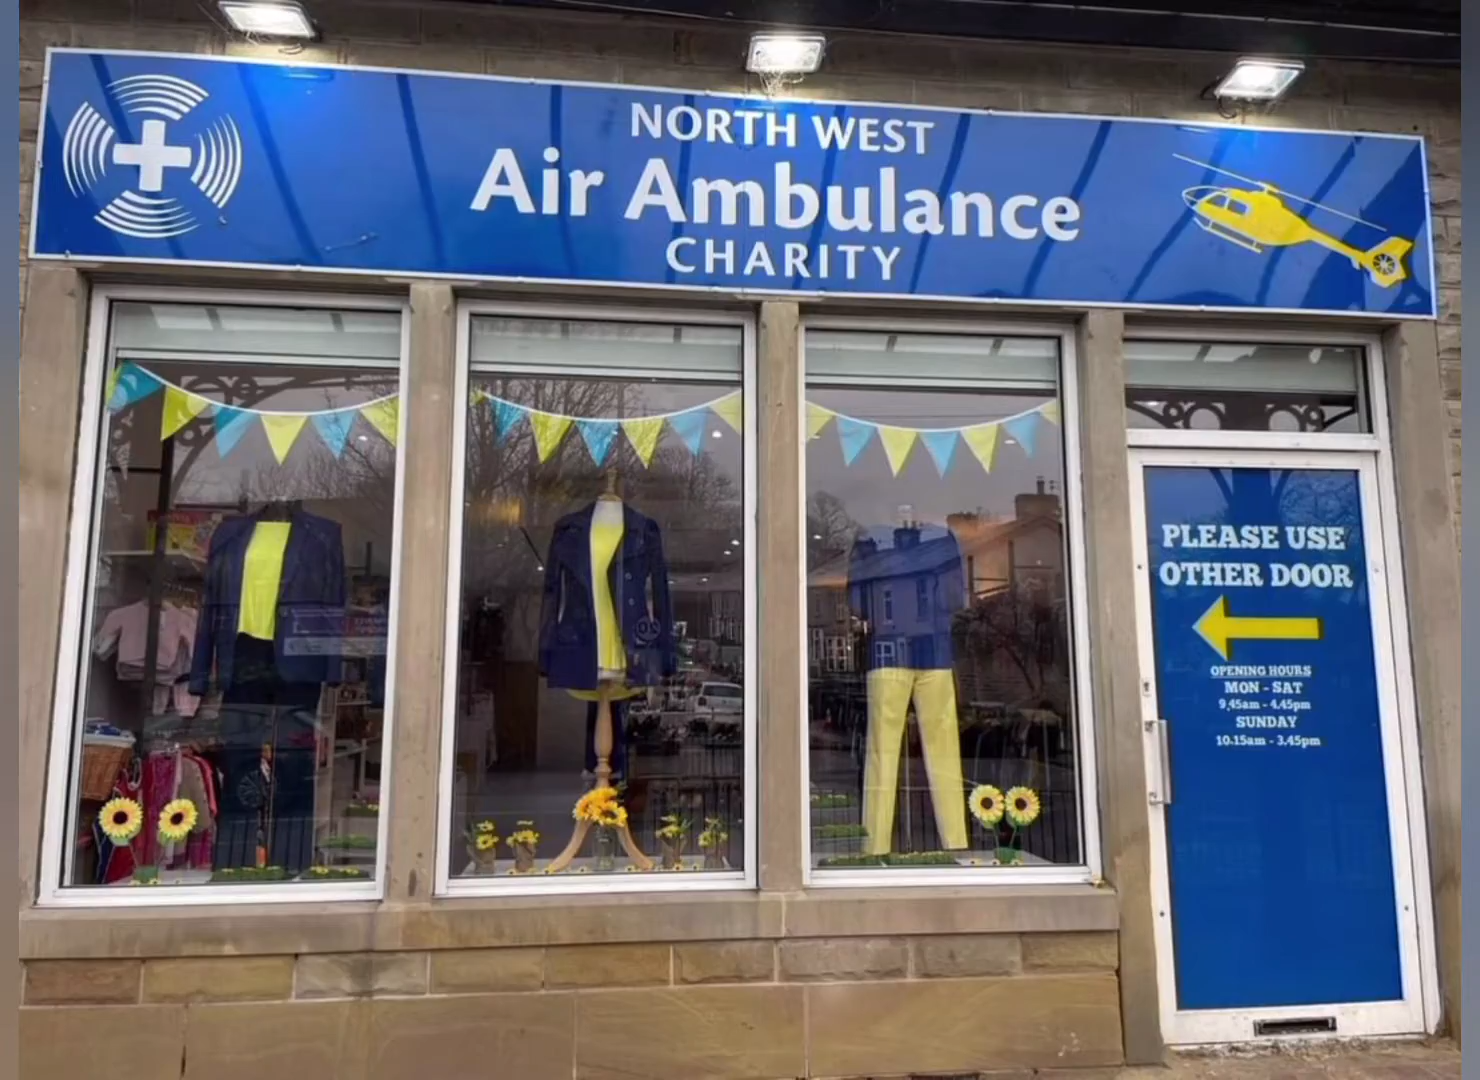 NORTH WEST
Air Ambulance
CHARITY
PLEASE USE
OTHER DOOR
OPENING HOURS
MON - SAT
9.45am - 4.45pm
SUNDAY
10.15am - 3.45pm